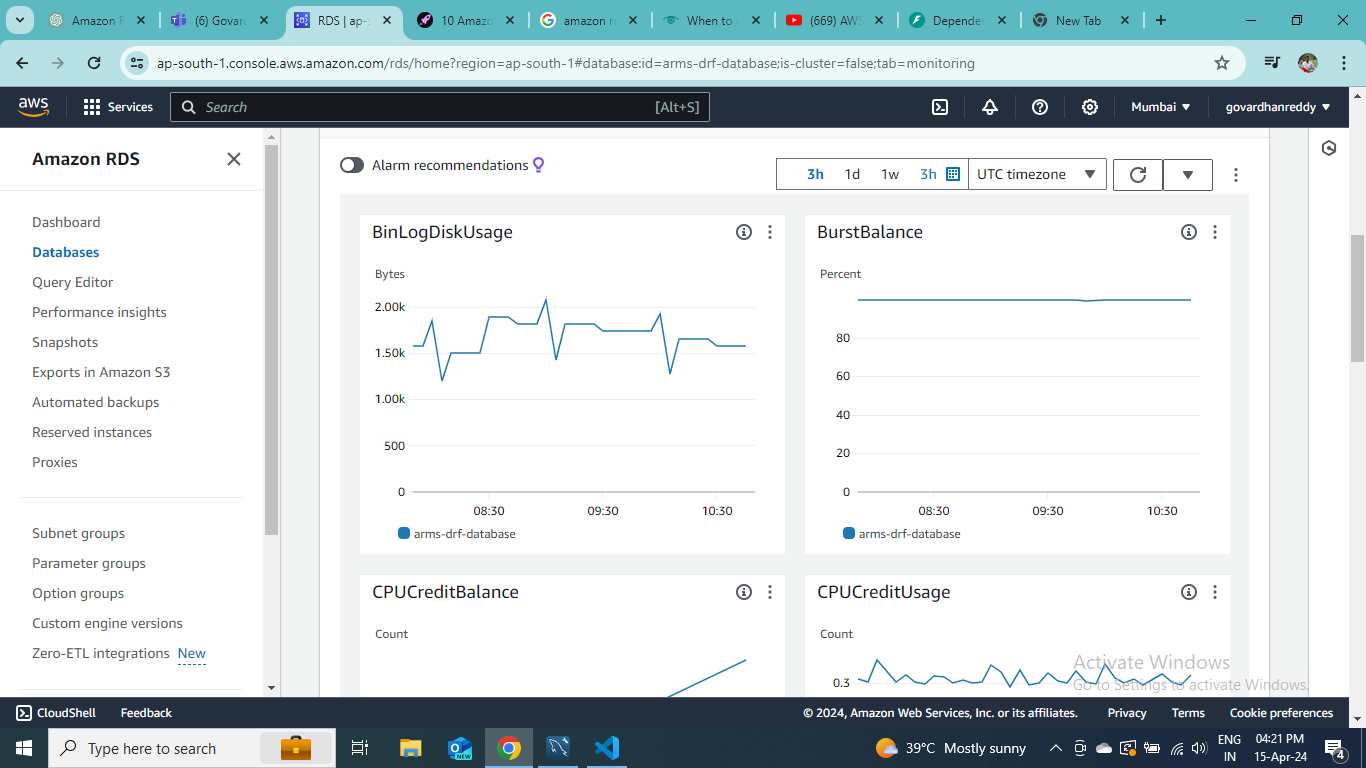 Amazon R
(6) Govar
RDS | ap-s
10 Amazo
amazon r
When to
(669) AW
Depende
New Tab
ap-south-1.console.aws.amazon.com/rds/home?region=ap-south-1#database:id=arms-drf-database;is-cluster=false;tab=monitoring
aws
Services
Search
[Alt+S]
Mumbai
govardhanreddy
Amazon RDS
Dashboard
Databases
Query Editor
Performance insights
Snapshots
Exports in Amazon S3
Automated backups
Reserved instances
Proxies
Subnet groups
Parameter groups
Option groups
Custom engine versions
Zero-ETL integrations New
Alarm recommendations
3h 1d 1w 3h UTC timezone
BinLogDiskUsage
Bytes
2.00k
1.50k
1.00k
500
0
08:30 09:30 10:30
arms-drf-database
BurstBalance
Percent
80
60
40
20
0
08:30 09:30 10:30
arms-drf-database
CPUCreditBalance
Count
CPUCreditUsage
Count
0.3
Activate Windows
Go to Settings to activate Windows.
CloudShell
Feedback
© 2024, Amazon Web Services, Inc. or its affiliates.
Privacy
Terms
Cookie preferences
Type here to search
NEW
39°C Mostly sunny
ENG
IN
04:21 PM
15-Apr-24
4